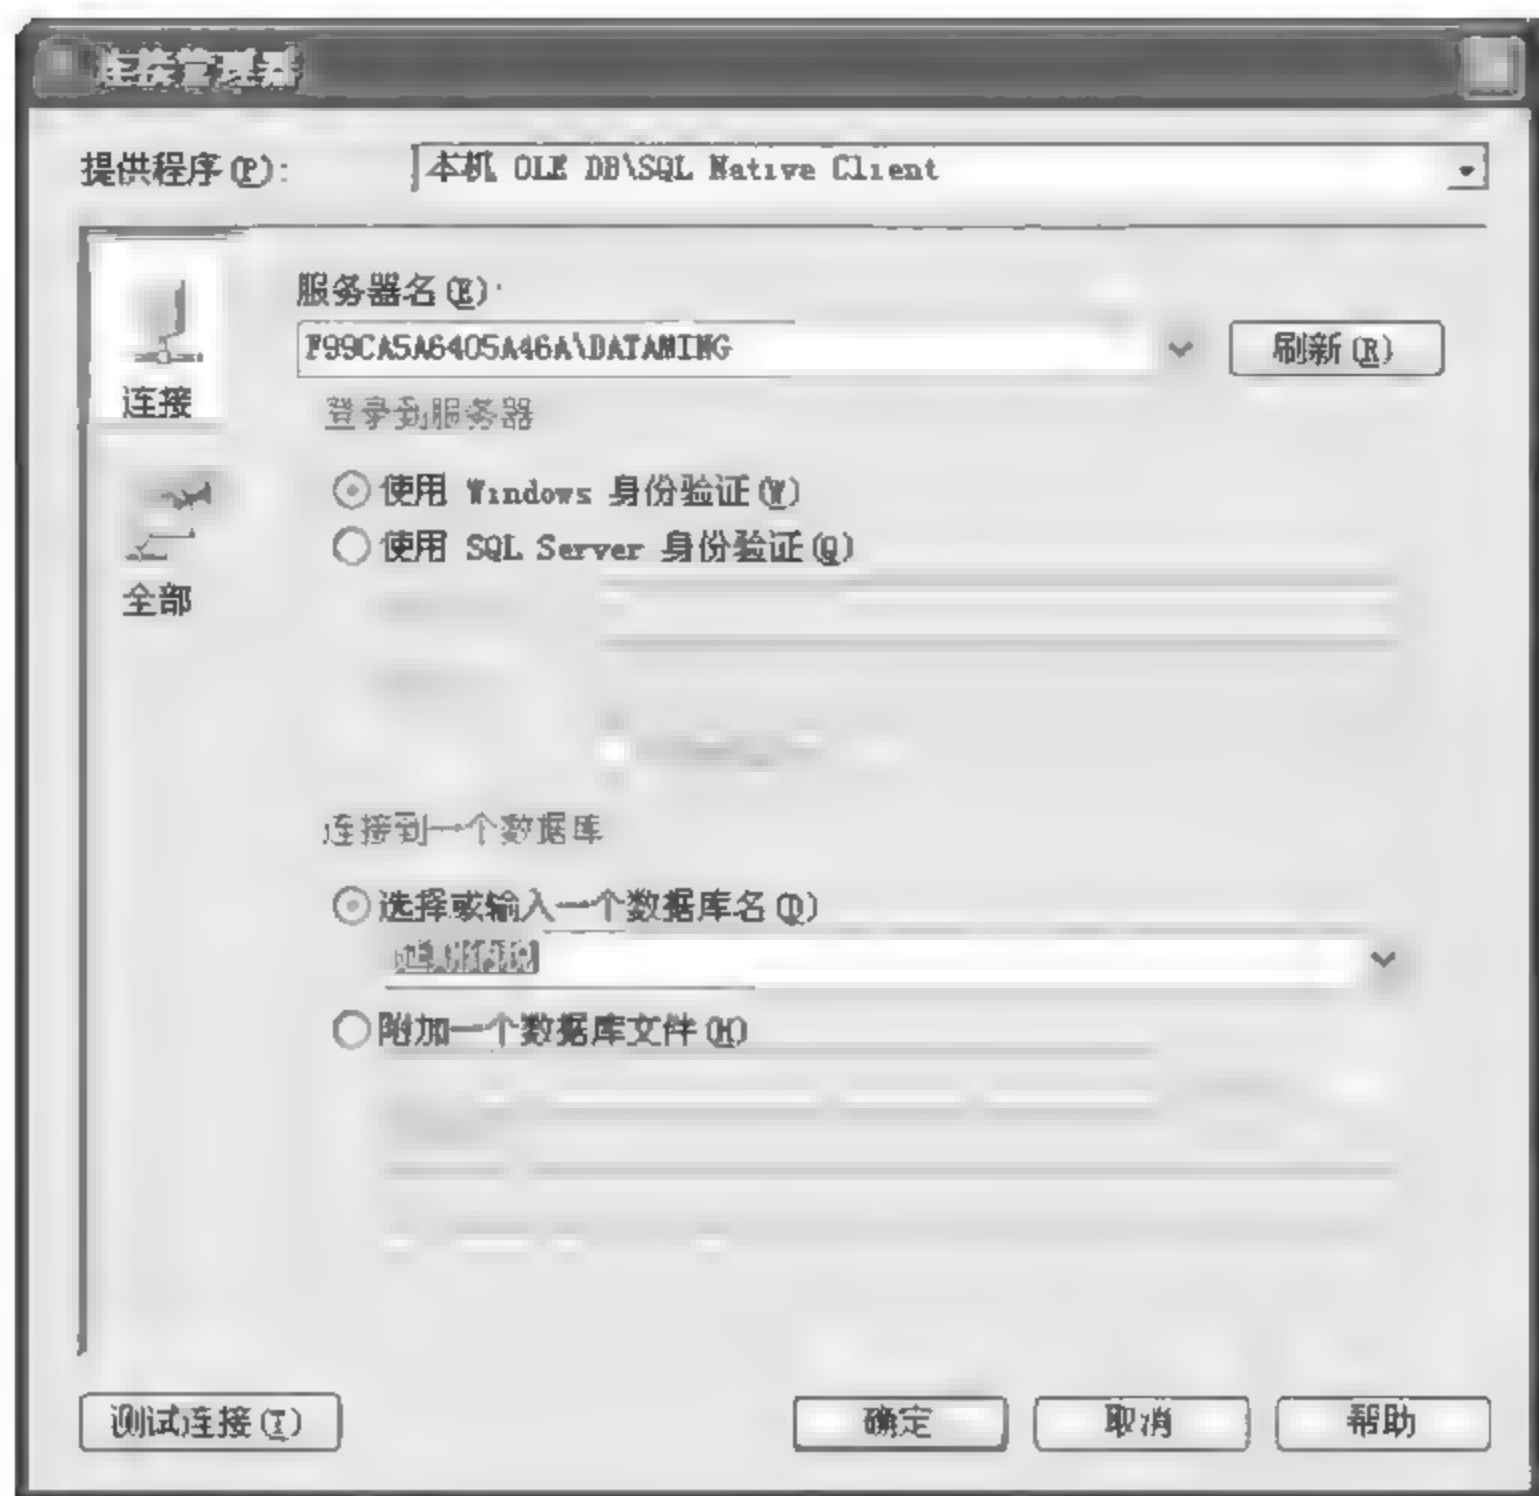 连接管理器
提供程序(P): 本机 OLE DB\SQL Native Client
服务器名(E):
F99CA5A6405A46A\DATAMING 刷新(R)
连接
登录到服务器
使用 Windows 身份验证(W)
使用 SQL Server 身份验证(Q)
全部
连接到一个数据库
选择或输入一个数据库名(D)
延期纳税
附加一个数据库文件(H)
测试连接(T) 确定 取消 帮助